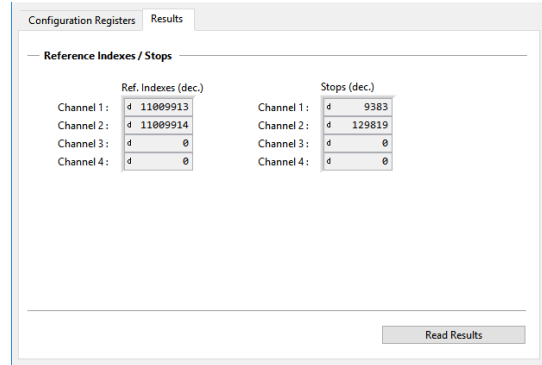 Configuration Registers Results
Reference Indexes / Stops
Ref. Indexes (dec.) Stops (dec.)
Channel 1 : d 11009913 Channel 1 : d 9383
Channel 2 : d 11009914 Channel 2 : d 129819
Channel 3 : d 0 Channel 3 : d 0
Channel 4 : d 0 Channel 4 : d 0
Read Results